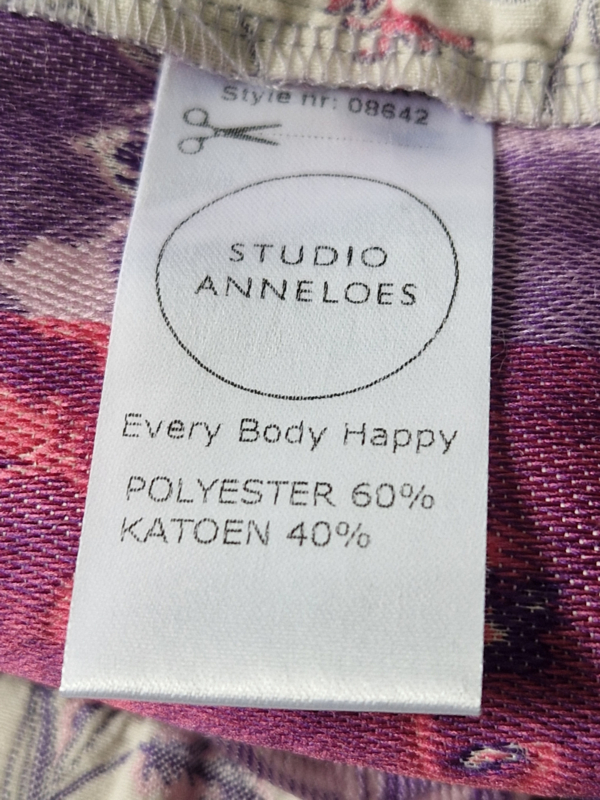 Style nr: 08642
STUDIO
ANNELOES
Every Body Happy
POLYESTER 60%
KATOEN 40%